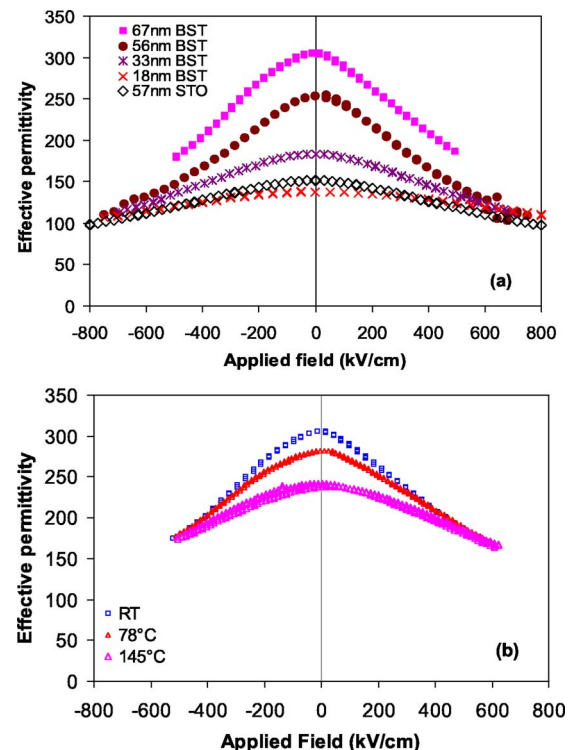 350
300
250
200
150
100
50
0
Effective permittivity
67nm BST
56nm BST
33nm BST
18nm BST
57nm STO
(a)
-800 -600 -400 -200 0 200 400 600 800
Applied field (kV/cm)
350
300
250
200
150
100
50
0
Effective permittivity
RT
78°C
145°C
(b)
-800 -600 -400 -200 0 200 400 600 800
Applied Field (kV/cm)